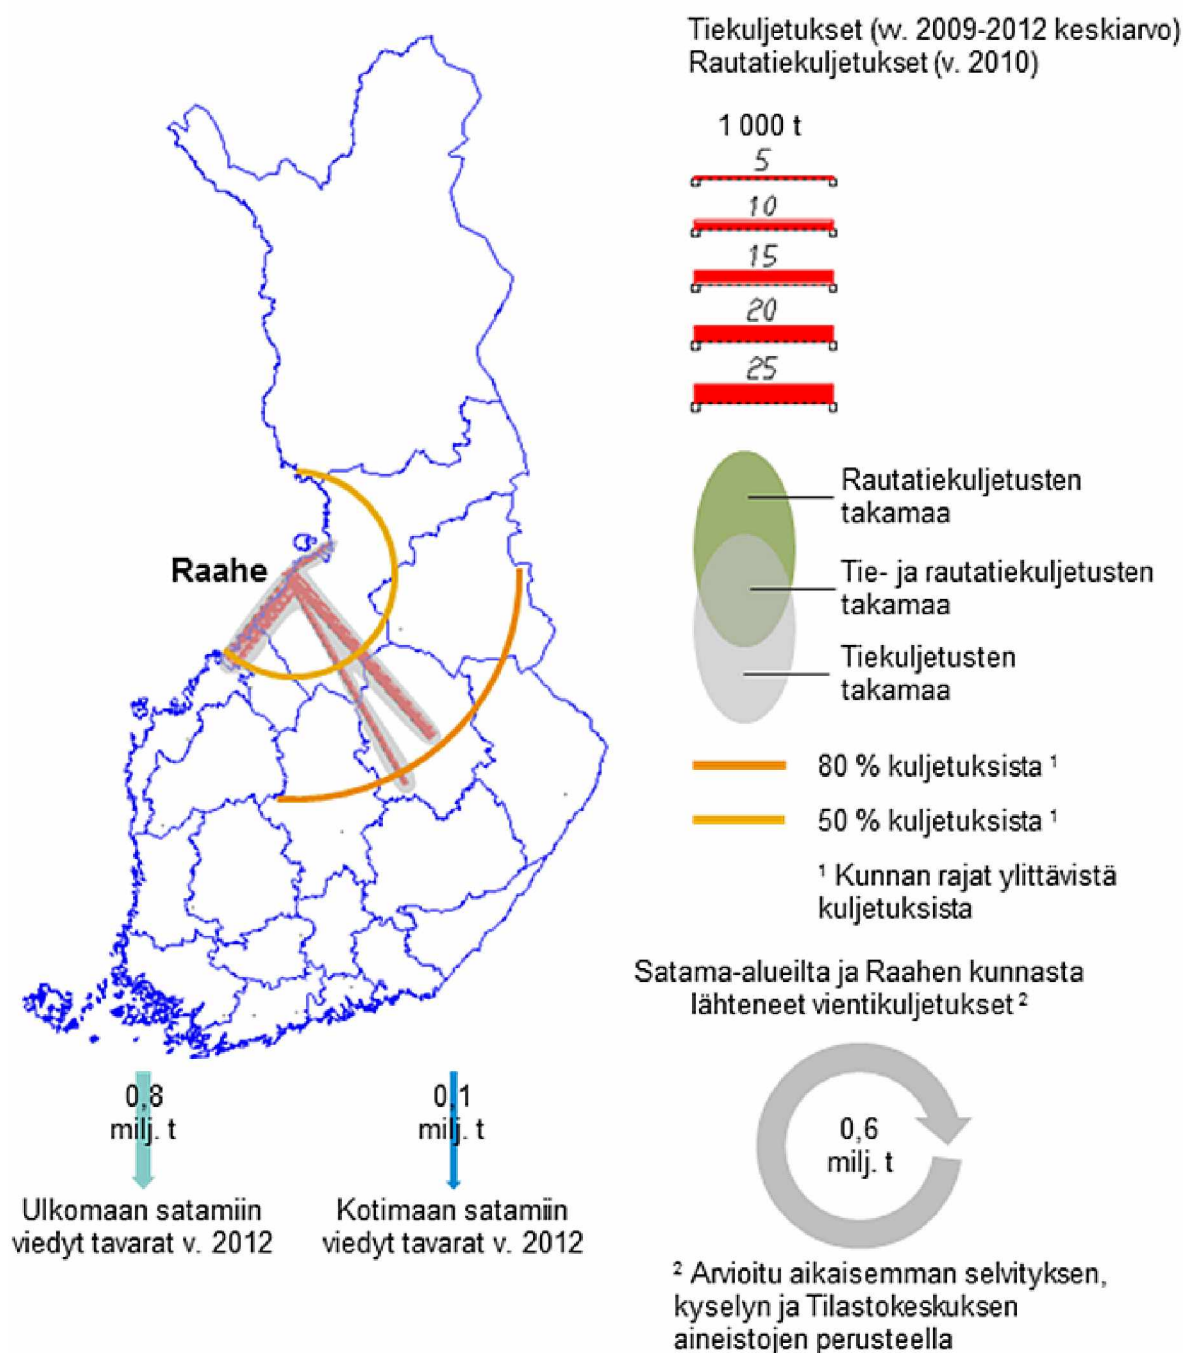 Tiekuljetukset (vv. 2009-2012 keskiarvo)
Rautatiekuljetukset (v. 2010)
1 000 t
5
10
15
20
25
Rautatiekuljetusten
takamaa
Tie- ja rautatiekuljetusten
takamaa
Tiekuljetusten
takamaa
80 % kuljetuksista ¹
50 % kuljetuksista ¹
¹ Kunnan rajat ylittävistä
kuljetuksista
Raahe
Satama-alueilta ja Raahen kunnasta
lähteneet vientikuljetukset ²
0,6
milj. t
² Arvioitu aikaisemman selvityksen,
kyselyn ja Tilastokeskuksen
aineistojen perusteella
0,8
milj. t
Ulkomaan satamiin
viedyt tavarat v. 2012
0,1
milj. t
Kotimaan satamiin
viedyt tavarat v. 2012